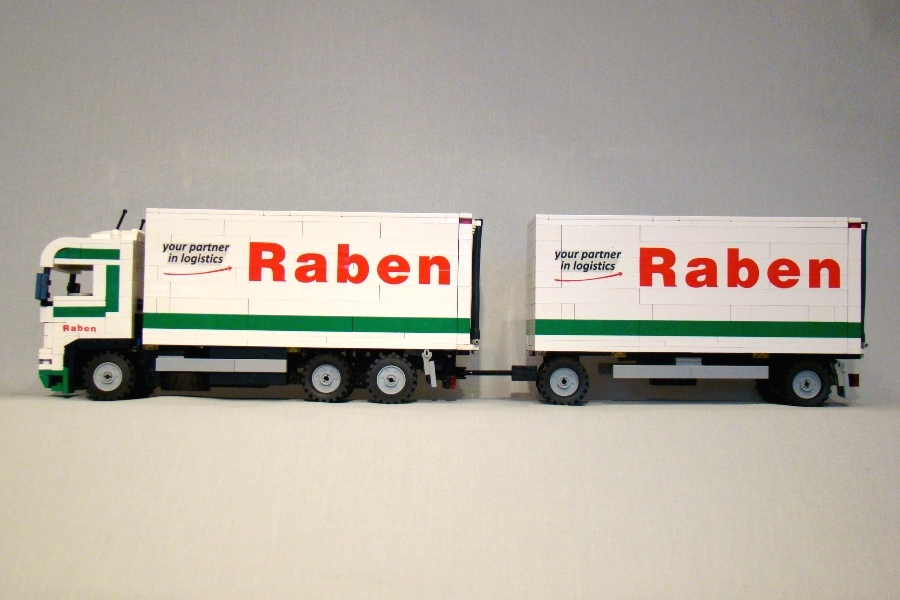 your partner
in logistics
Raben
Raben
your partner
in logistics
Raben